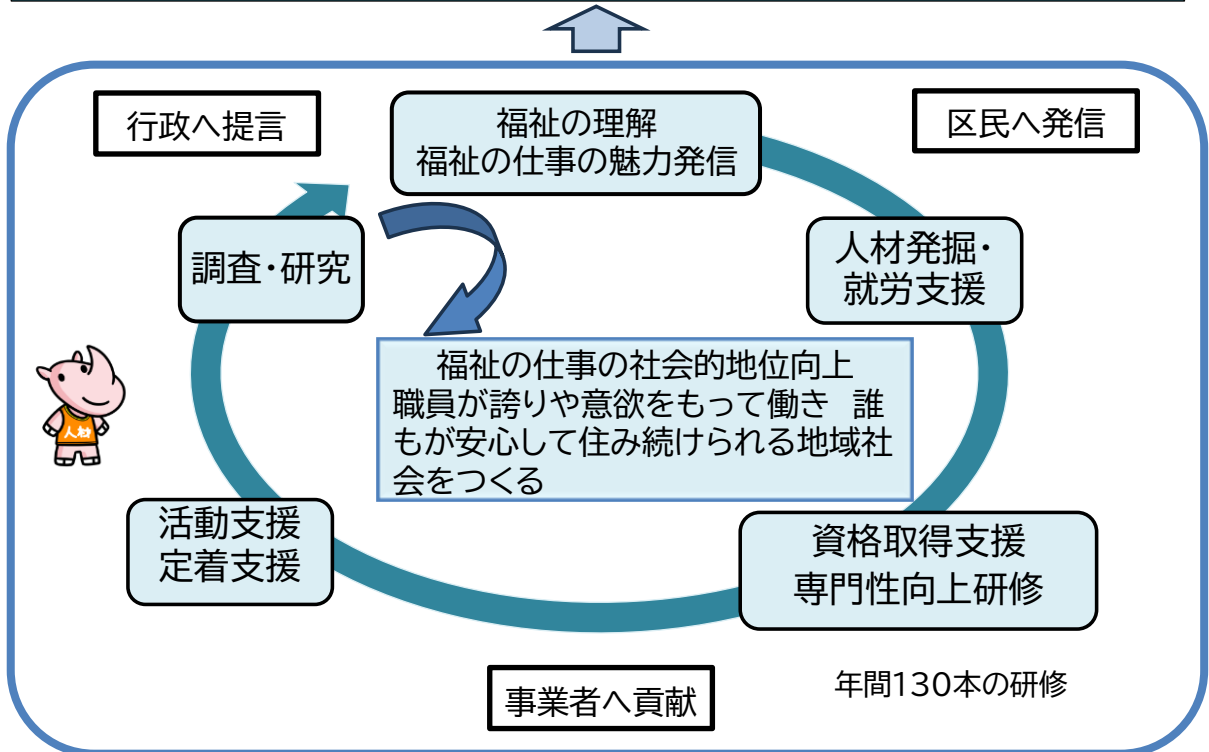 行政へ提言
福祉の理解
福祉の仕事の魅力発信
区民へ発信
調査・研究
人材発掘・
就労支援
福祉の仕事の社会的地位向上
職員が誇りや意欲をもって働き　誰
もが安心して住み続けられる地域社
会をつくる
人材
活動支援
定着支援
資格取得支援
専門性向上研修
事業者へ貢献
年間130本の研修